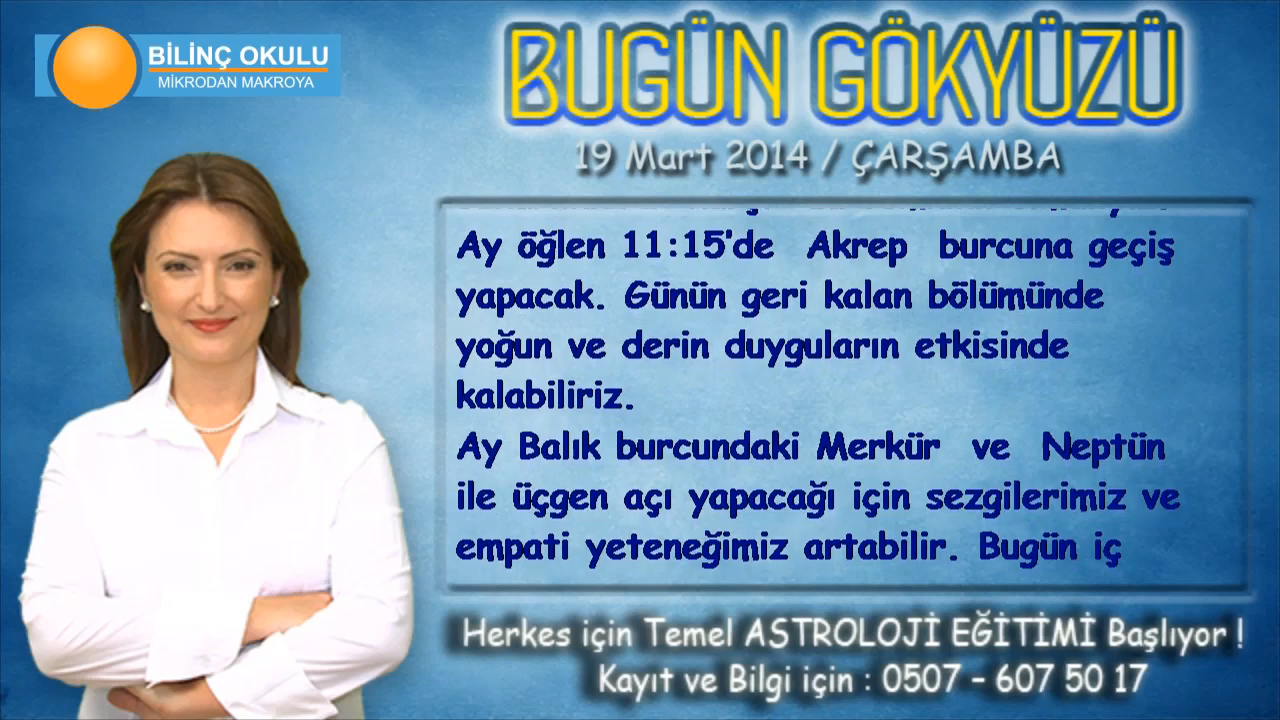 BİLİNÇ OKULU
MİKRODAN MAKROYA
BUGÜN GÖKYÜZÜ
19 Mart 2014 / ÇARŞAMBA
Ay öğlen 11:15'de Akrep burcuna geçiş
yapacak. Günün geri kalan bölümünde
yoğun ve derin duyguların etkisinde
kalabiliriz.
Ay Balık burcundaki Merkür ve Neptün
ile üçgen açı yapacağı için sezgilerimiz ve
empati yeteneğimiz artabilir. Bugün iç
Herkes için Temel ASTROLOJİ EĞİTİMİ Başlıyor !
Kayıt ve Bilgi için : 0507 – 607 50 17